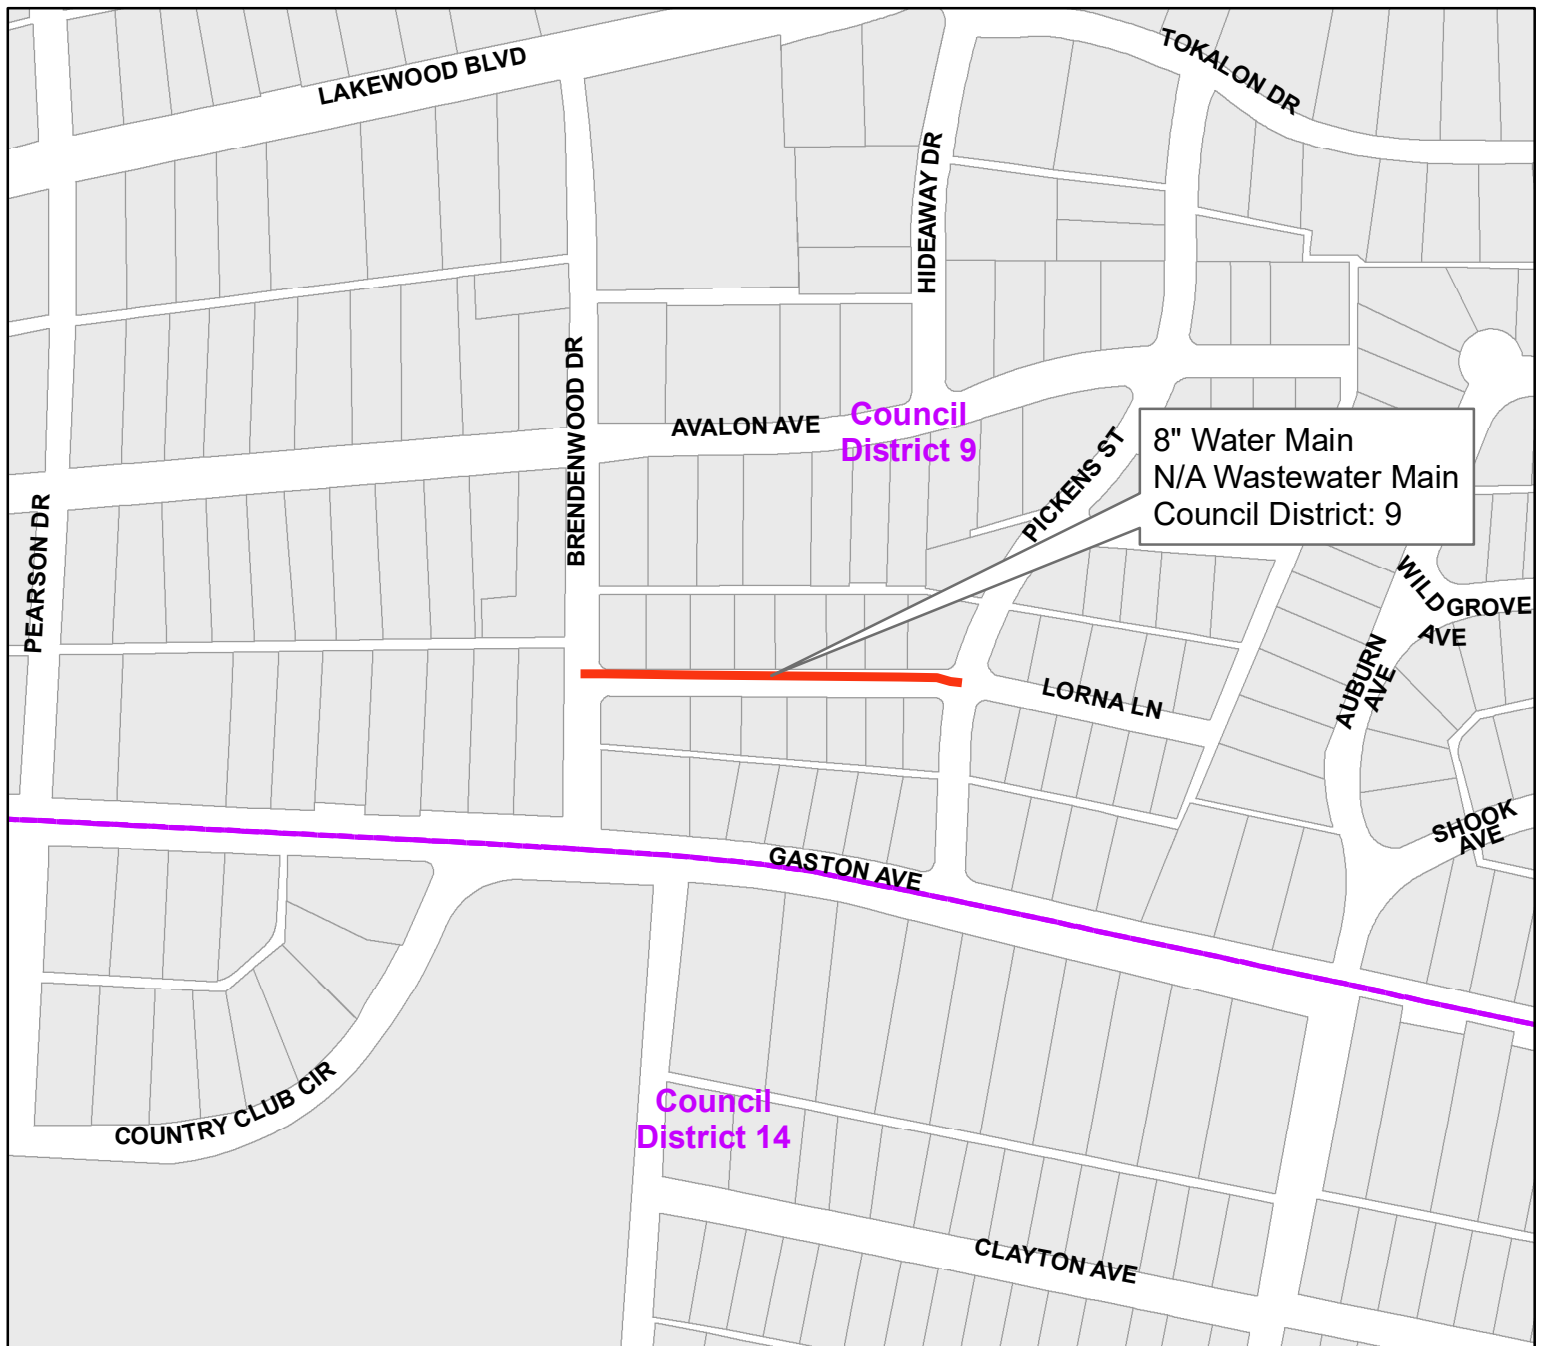 LAKEWOOD BLVD
TOKALON DR
HIDEAWAY DR
BRENDENWOOD DR
AVALON AVE
Council
District 9
PICKENS ST
8" Water Main
N/A Wastewater Main
Council District: 9
PEARSON DR
WILD GROVE
AVE
AUBURN
AVE
LORNA LN
SHOOK
AVE
GASTON AVE
COUNTRY CLUB CIR
Council
District 14
CLAYTON AVE